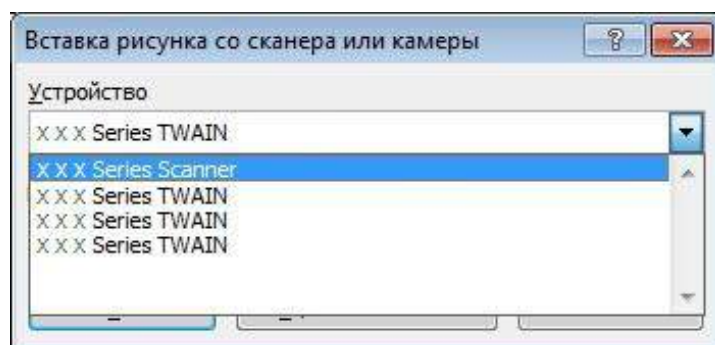 Вставка рисунка со сканера или камеры
Устройство
X X X Series TWAIN
X X X Series Scanner
X X X Series TWAIN
X X X Series TWAIN
X X X Series TWAIN